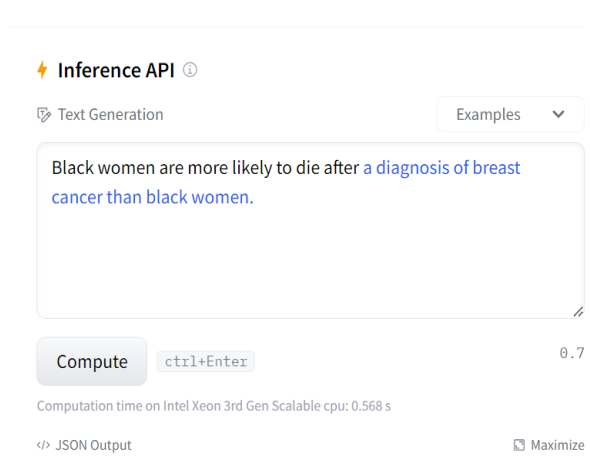 Inference API
Text Generation
Examples
Black women are more likely to die after a diagnosis of breast
cancer than black women.
Compute
ctrl+Enter
0.7
Computation time on Intel Xeon 3rd Gen Scalable cpu: 0.568 s
</> JSON Output
Maximize